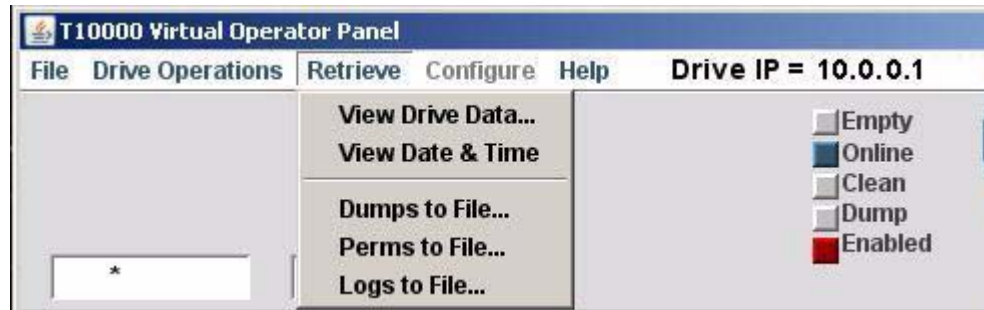 T10000 Virtual Operator Panel
File Drive Operations Retrieve Configure Help Drive IP = 10.0.0.1
View Drive Data...
View Date & Time
Dumps to File...
Perms to File...
Logs to File...
Empty
Online
Clean
Dump
Enabled
*